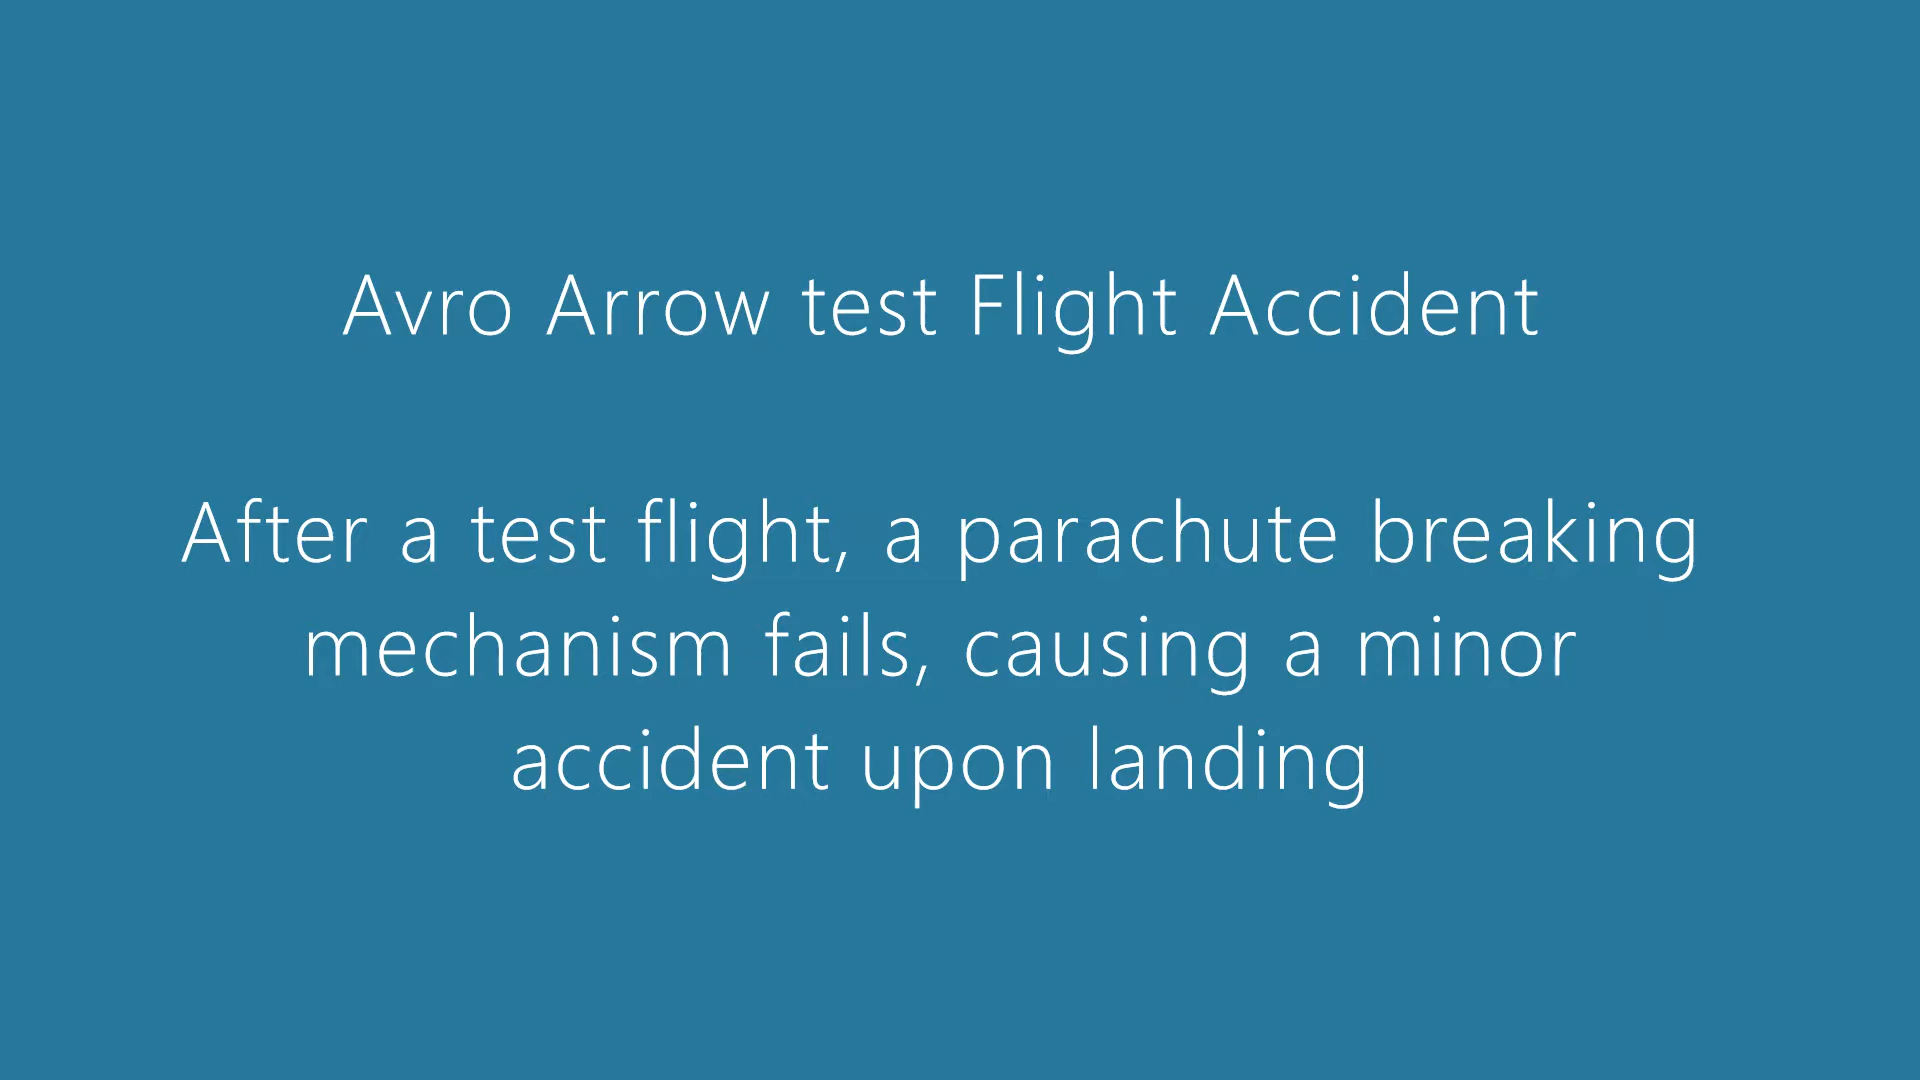 Avro Arrow test Flight Accident
After a test flight, a parachute breaking
mechanism fails, causing a minor
accident upon landing